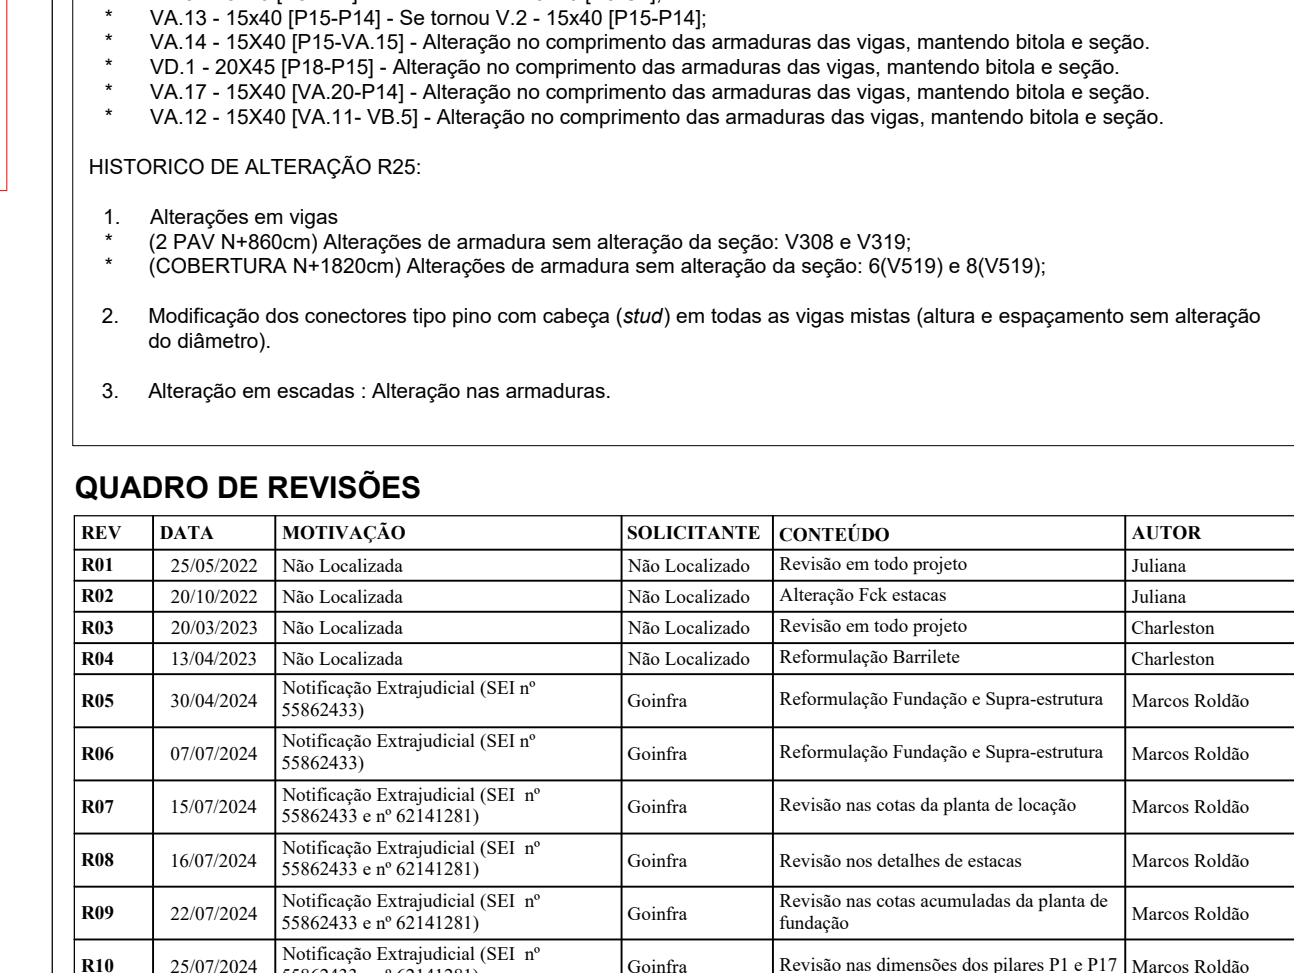 * VA.13 - 15x40 [P15-P14] - Se tornou V.2 - 15x40 [P15-P14];
* VA.14 - 15X40 [P15-VA.15] - Alteração no comprimento das armaduras das vigas, mantendo bitola e seção.
* VD.1 - 20X45 [P18-P15] - Alteração no comprimento das armaduras das vigas, mantendo bitola e seção.
* VA.17 - 15X40 [VA.20-P14] - Alteração no comprimento das armaduras das vigas, mantendo bitola e seção.
* VA.12 - 15X40 [VA.11- VB.5] - Alteração no comprimento das armaduras das vigas, mantendo bitola e seção.
HISTORICO DE ALTERAÇÃO R25:
1. Alterações em vigas
* (2 PAV N+860cm) Alterações de armadura sem alteração da seção: V308 e V319;
* (COBERTURA N+1820cm) Alterações de armadura sem alteração da seção: 6(V519) e 8(V519);
2. Modificação dos conectores tipo pino com cabeça (stud) em todas as vigas mistas (altura e espaçamento sem alteração
do diâmetro).
3. Alteração em escadas : Alteração nas armaduras.
QUADRO DE REVISÕES
REV DATA MOTIVAÇÃO SOLICITANTE CONTEÚDO AUTOR
R01 25/05/2022 Não Localizada Não Localizado Revisão em todo projeto Juliana
R02 20/10/2022 Não Localizada Não Localizado Alteração Fck estacas Juliana
R03 20/03/2023 Não Localizada Não Localizado Revisão em todo projeto Charleston
R04 13/04/2023 Não Localizada Não Localizado Reformulação Barrilete Charleston
R05 30/04/2024 Notificação Extrajudicial (SEI nº
55862433) Goinfra Reformulação Fundação e Supra-estrutura Marcos Roldão
R06 07/07/2024 Notificação Extrajudicial (SEI nº
55862433) Goinfra Reformulação Fundação e Supra-estrutura Marcos Roldão
R07 15/07/2024 Notificação Extrajudicial (SEI nº
55862433 e nº 62141281) Goinfra Revisão nas cotas da planta de locação Marcos Roldão
R08 16/07/2024 Notificação Extrajudicial (SEI nº
55862433 e nº 62141281) Goinfra Revisão nos detalhes de estacas Marcos Roldão
R09 22/07/2024 Notificação Extrajudicial (SEI nº
55862433 e nº 62141281) Goinfra Revisão nas cotas acumuladas da planta de
fundação Marcos Roldão
R10 25/07/2024 Notificação Extrajudicial (SEI nº
55862433 e nº 62141281) Goinfra Revisão nas dimensões dos pilares P1 e P17 Marcos Roldão